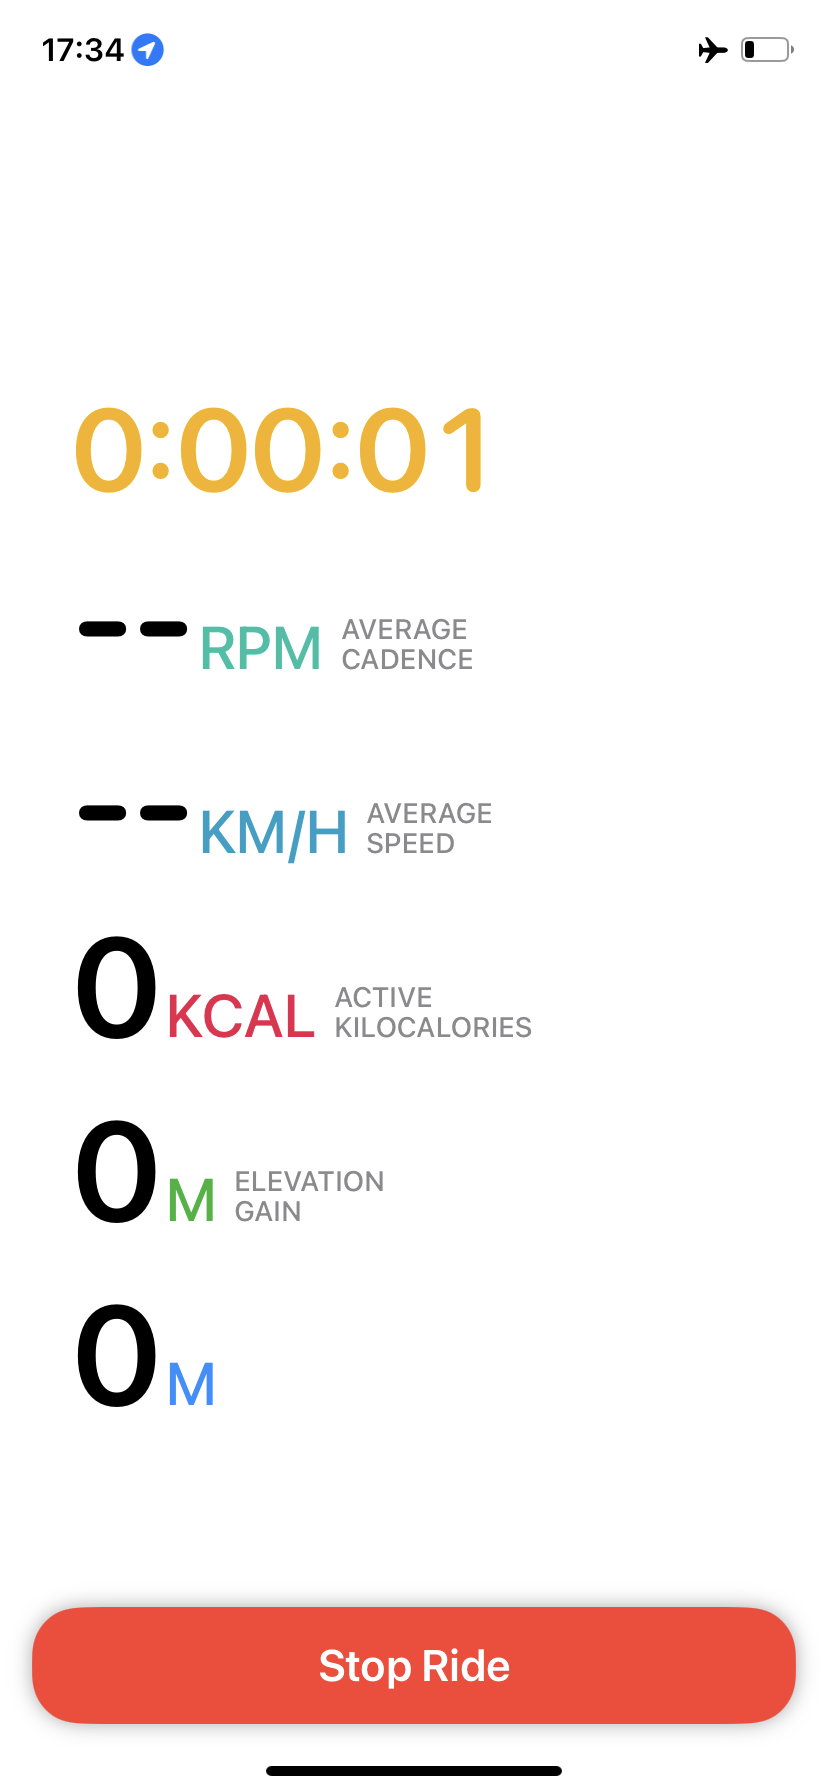 17:34
0:00:01
-- RPM AVERAGE
CADENCE
-- KM/H AVERAGE
SPEED
0 KCAL ACTIVE
KILOCALORIES
0 M ELEVATION
GAIN
0 M
Stop Ride